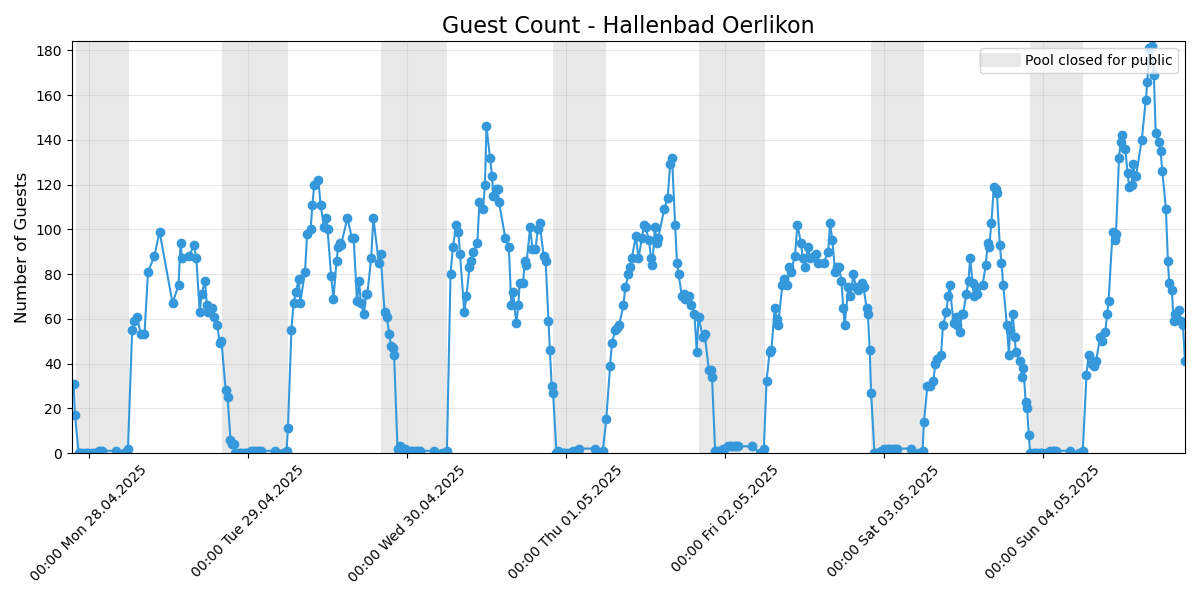 Guest Count - Hallenbad Oerlikon
Pool closed for public
Number of Guests
180
160
140
120
100
80
60
40
20
0
00:00 Mon 28.04.2025
00:00 Tue 29.04.2025
00:00 Wed 30.04.2025
00:00 Thu 01.05.2025
00:00 Fri 02.05.2025
00:00 Sat 03.05.2025
00:00 Sun 04.05.2025